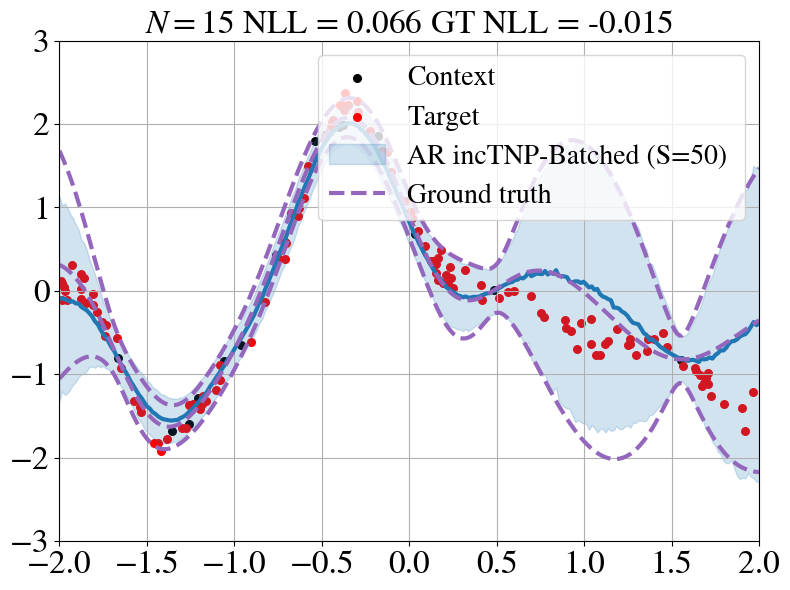 N = 15 NLL = 0.066 GT NLL = -0.015
3
2
1
0
−1
−2
−3
Context
Target
AR incTNP-Batched (S=50)
Ground truth
−2.0 −1.5 −1.0 −0.5 0.0 0.5 1.0 1.5 2.0